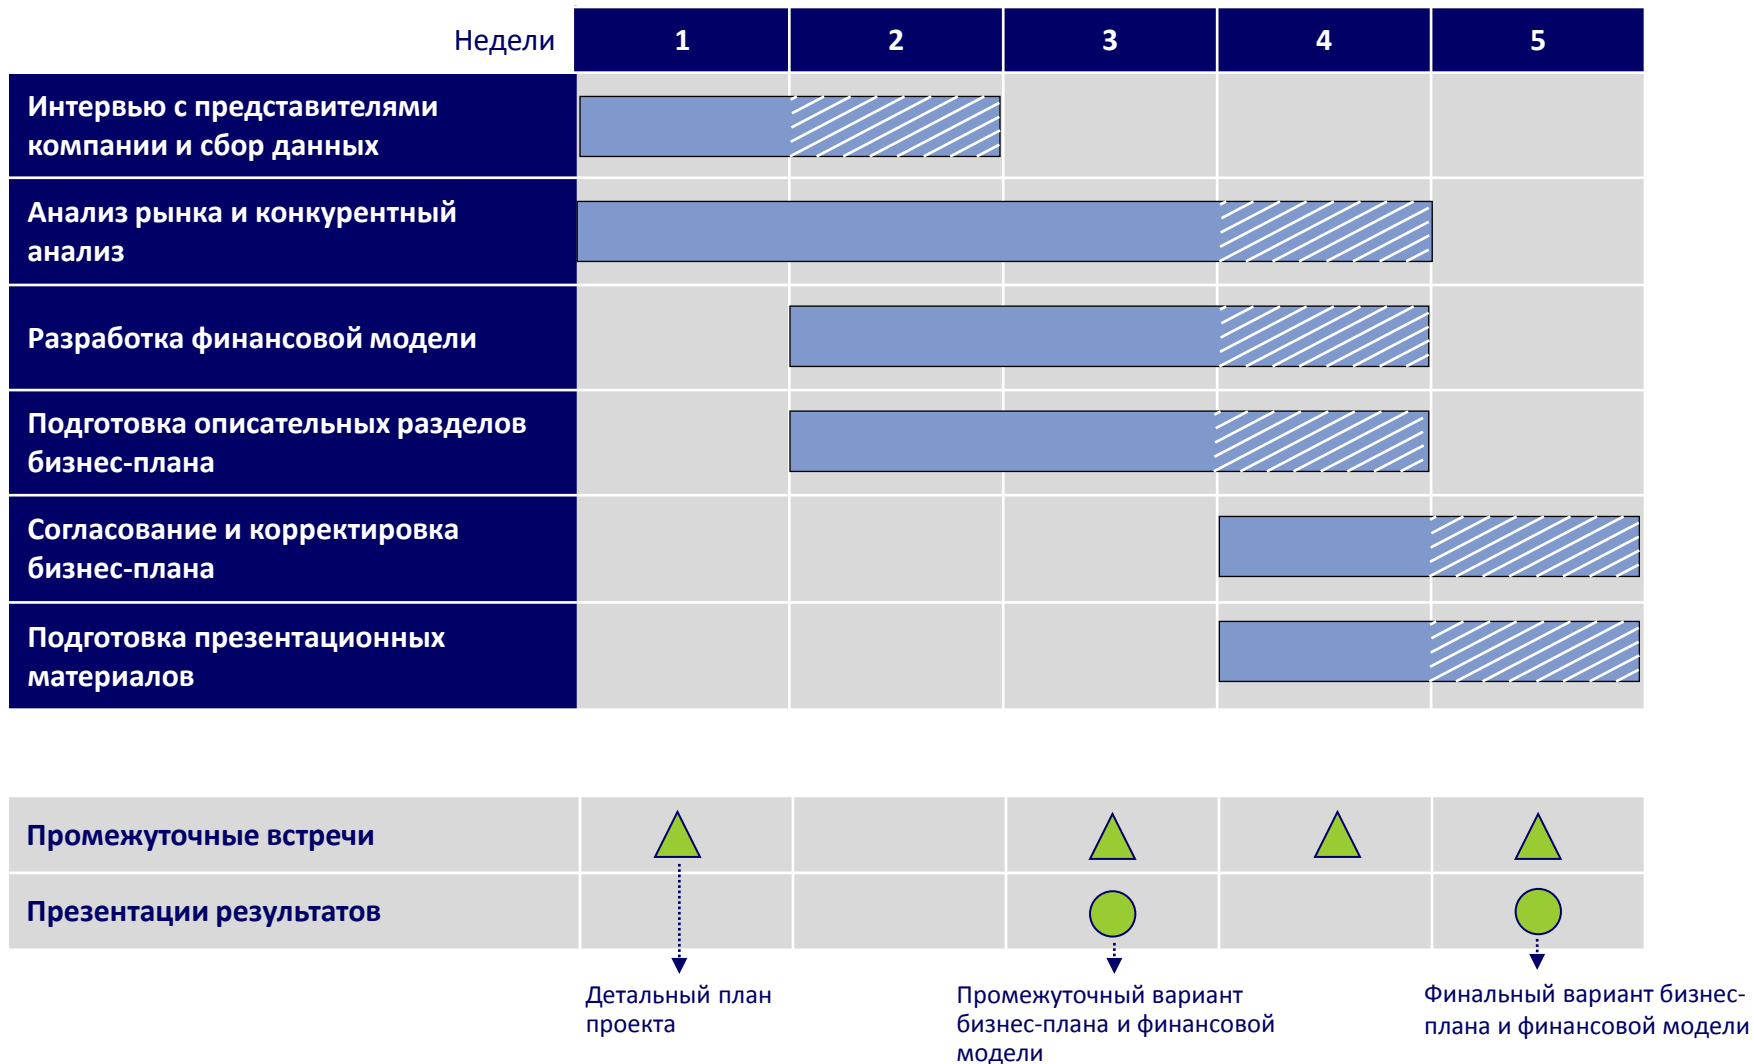 Недели 1 2 3 4 5
Интервью с представителями
компании и сбор данных
Анализ рынка и конкурентный
анализ
Разработка финансовой модели
Подготовка описательных разделов
бизнес-плана
Согласование и корректировка
бизнес-плана
Подготовка презентационных
материалов
Промежуточные встречи
Презентации результатов
Детальный план
проекта
Промежуточный вариант
бизнес-плана и финансовой
модели
Финальный вариант бизнес-
плана и финансовой модели